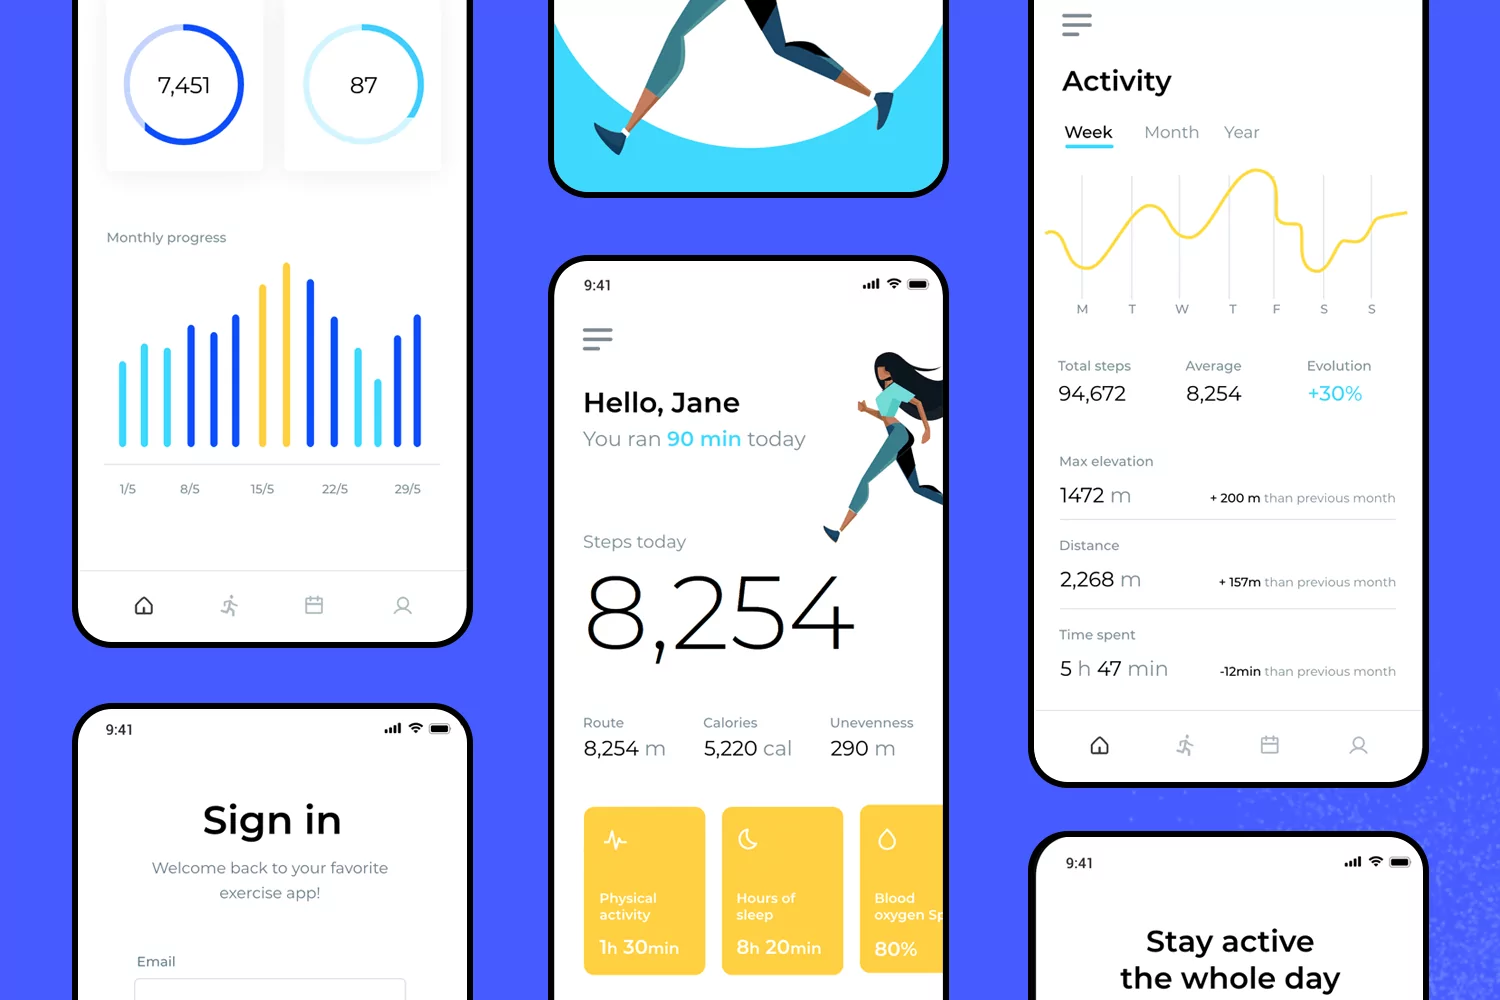 7,451
87
Monthly progress
1/5 8/5 15/5 22/5 29/5
9:41
Sign in
Welcome back to your favorite
exercise app!
Email
9:41
Hello, Jane
You ran 90 min today
Steps today
8,254
Route Calories Unevenness
8,254 m 5,220 cal 290 m
Physical
activity
1h 30min
Hours of
sleep
8h 20min
Blood
oxygen Sp
80%
Activity
Week Month Year
M T W T F S S
Total steps Average Evolution
94,672 8,254 +30%
Max elevation
1472 m + 200 m than previous month
Distance
2,268 m + 157m than previous month
Time spent
5 h 47 min -12min than previous month
9:41
Stay active
the whole day